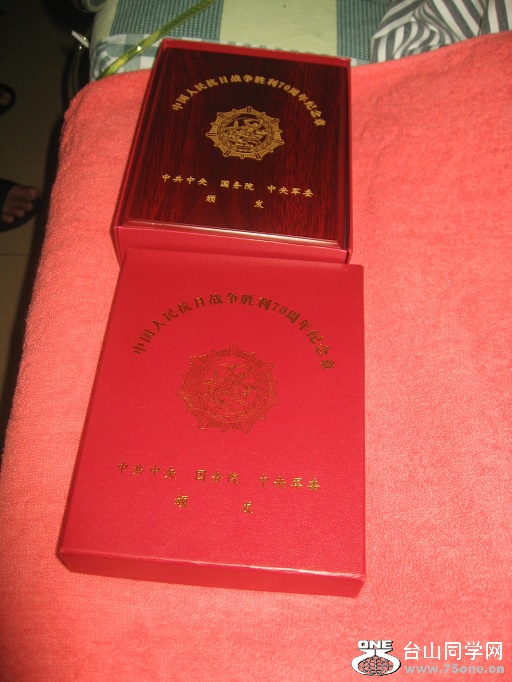 中国人民抗日战争胜利70周年纪念章
中共中央 国务院 中央军委
颁 发
中国人民抗日战争胜利70周年纪念章
中共中央 国务院 中央军委
颁 发
ONE
台山同学网
www.75one.cn